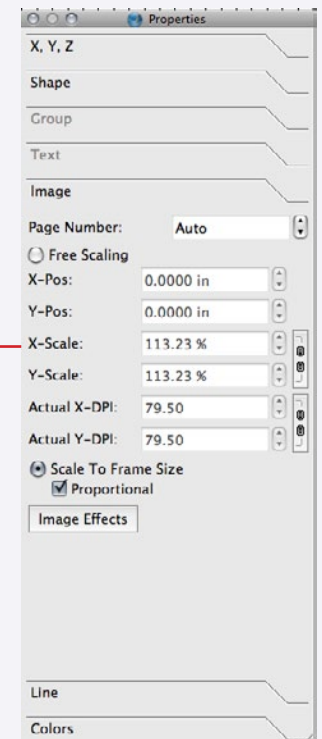 Properties
X, Y, Z
Shape
Group
Text
Image
Page Number: Auto
Free Scaling
X-Pos: 0.0000 in
Y-Pos: 0.0000 in
X-Scale: 113.23 %
Y-Scale: 113.23 %
Actual X-DPI: 79.50
Actual Y-DPI: 79.50
Scale To Frame Size
Proportional
Image Effects
Line
Colors